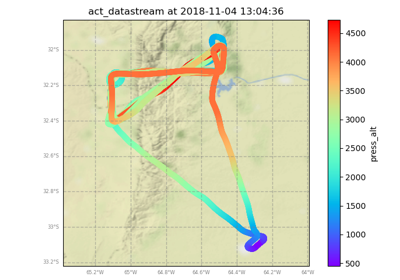 act_datastream at 2018-11-04 13:04:36
32°S
32.2°S
32.4°S
32.6°S
32.8°S
33°S
33.2°S
65.2°W
65°W
64.8°W
64.6°W
64.4°W
64.2°W
64°W
4500
4000
3500
3000
2500
2000
1500
1000
500
press_alt